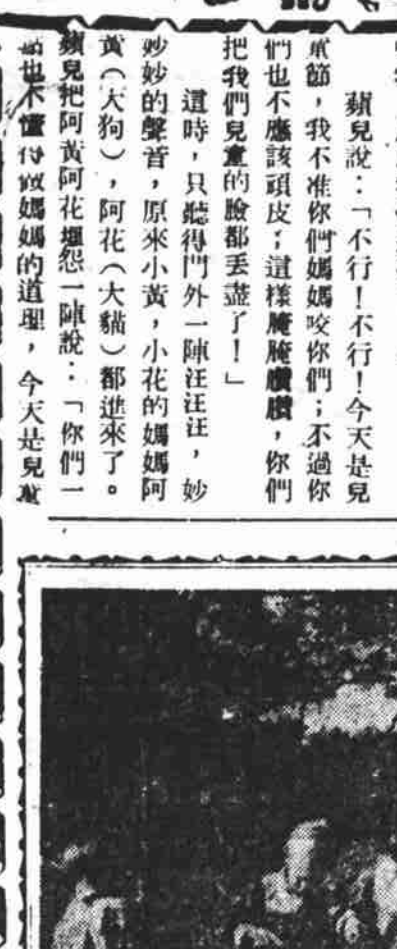 蘋兒說：「不行！不行！今天是兒
童節，我不准你們媽媽咬你們；不過你
們也不應該頑皮；這樣腌腌臢臢，你們
把我們兒童的臉都丟盡了！」
這時，只聽得門外一陣汪汪汪，妙
妙妙的聲音，原來小黃，小花的媽媽阿
黃（大狗），阿花（大貓）都進來了。
蘋兒把阿黃阿花埋怨一陣說：「你們一
點也不懂得做媽媽的道理，今天是兒童